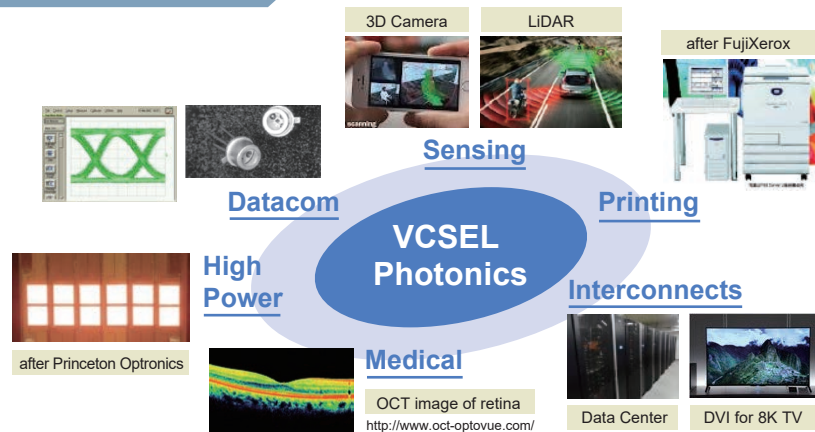 3D Camera
LiDAR
after FujiXerox
scanning
Sensing
Datacom
Printing
VCSEL
Photonics
High
Power
Interconnects
after Princeton Optronics
Medical
OCT image of retina
http://www.oct-optovue.com/
Data Center
DVI for 8K TV